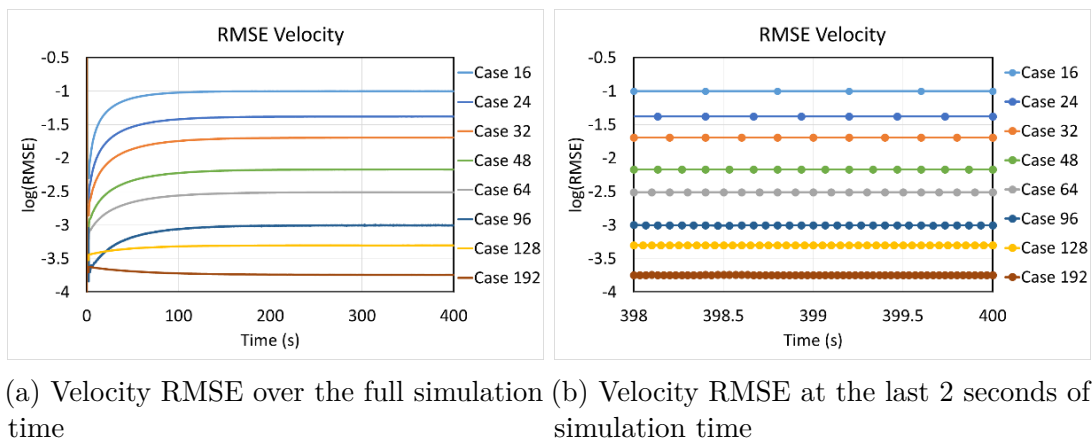 RMSE Velocity
-0.5
-1
-1.5
-2
-2.5
-3
-3.5
-4
log(RMSE)
0
100
200
300
400
Time (s)
Case 16
Case 24
Case 32
Case 48
Case 64
Case 96
Case 128
Case 192
RMSE Velocity
-0.5
-1
-1.5
-2
-2.5
-3
-3.5
-4
log(RMSE)
398
398.5
399
399.5
400
Time (s)
Case 16
Case 24
Case 32
Case 48
Case 64
Case 96
Case 128
Case 192
(a) Velocity RMSE over the full simulation
time
(b) Velocity RMSE at the last 2 seconds of
simulation time